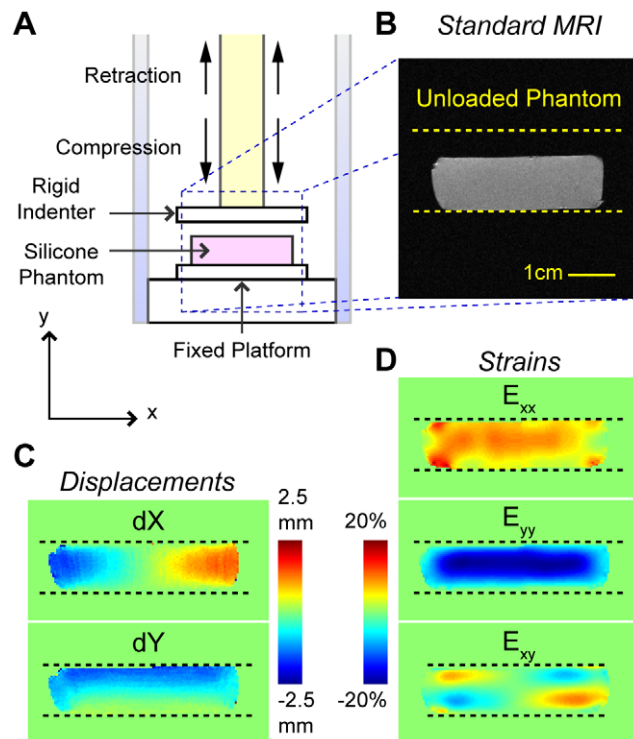 A
Retraction
Compression
Rigid
Indenter
Silicone
Phantom
Fixed Platform
y
x
B
Standard MRI
Unloaded Phantom
1cm
C
Displacements
dX
dY
2.5
mm
-2.5
mm
20%
-20%
D
Strains
Exx
Eyy
Exy